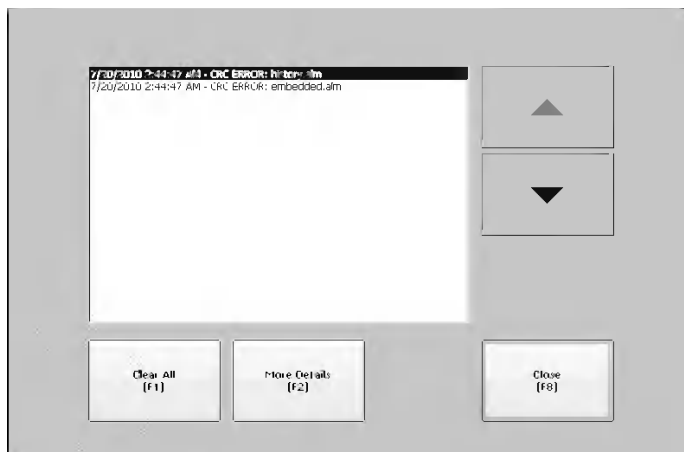 7/20/2010 2:44:47 AM - CRC ERROR: history.alm
7/20/2010 2:44:47 AM - CRC ERROR: embedded.alm
Clear All
[F1]
More Details
[F2]
Close
[F8]